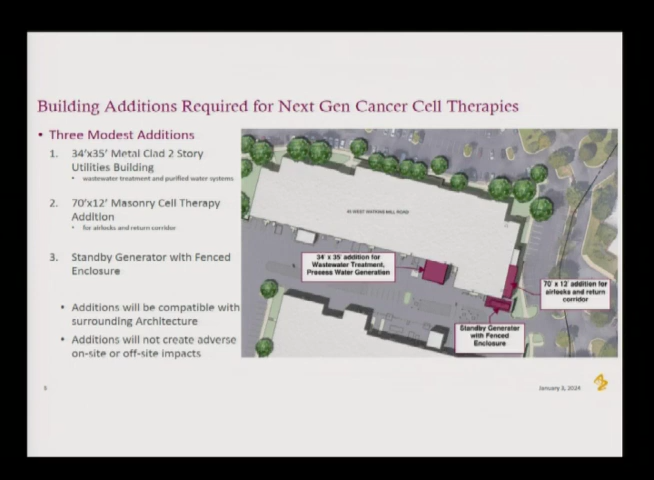 Building Additions Required for Next Gen Cancer Cell Therapies
• Three Modest Additions
1. 34'x35' Metal Clad 2 Story
Utilities Building
• wastewater treatment and purified water systems
2. 70'x12' Masonry Cell Therapy
Addition
• for airlocks and return corridor
3. Standby Generator with Fenced
Enclosure
• Additions will be compatible with
surrounding Architecture
• Additions will not create adverse
on-site or off-site impacts
WEST WATKINS MILL ROAD
34' x 35' addition for
Wastewater Treatment,
Process Water Generation
70' x 12' addition for
airlocks and return
corridor
Standby Generator
with Fenced
Enclosure
January 3, 2024